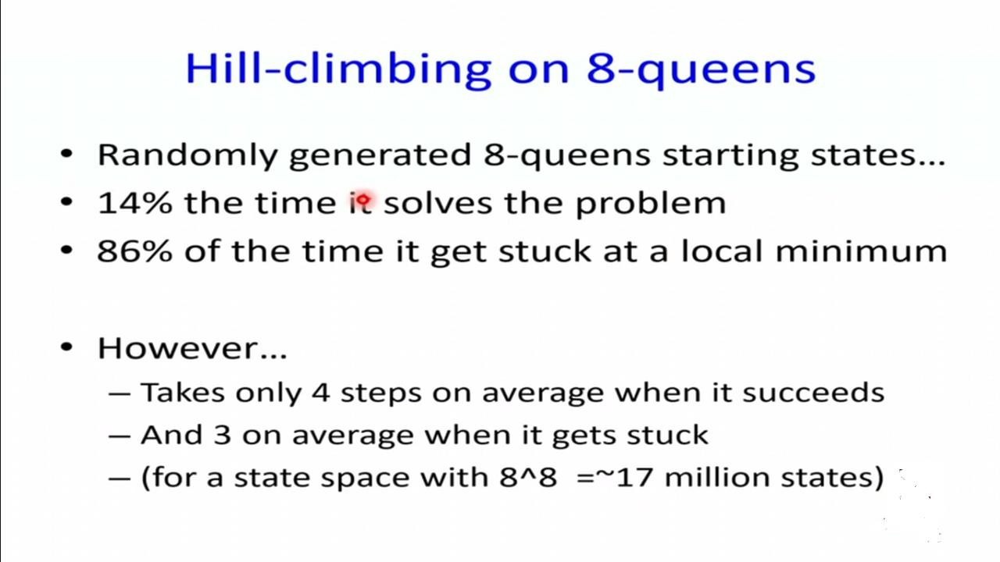 Hill-climbing on 8-queens
• Randomly generated 8-queens starting states...
• 14% the time it solves the problem
• 86% of the time it get stuck at a local minimum
• However...
– Takes only 4 steps on average when it succeeds
– And 3 on average when it gets stuck
– (for a state space with 8^8 =~17 million states)